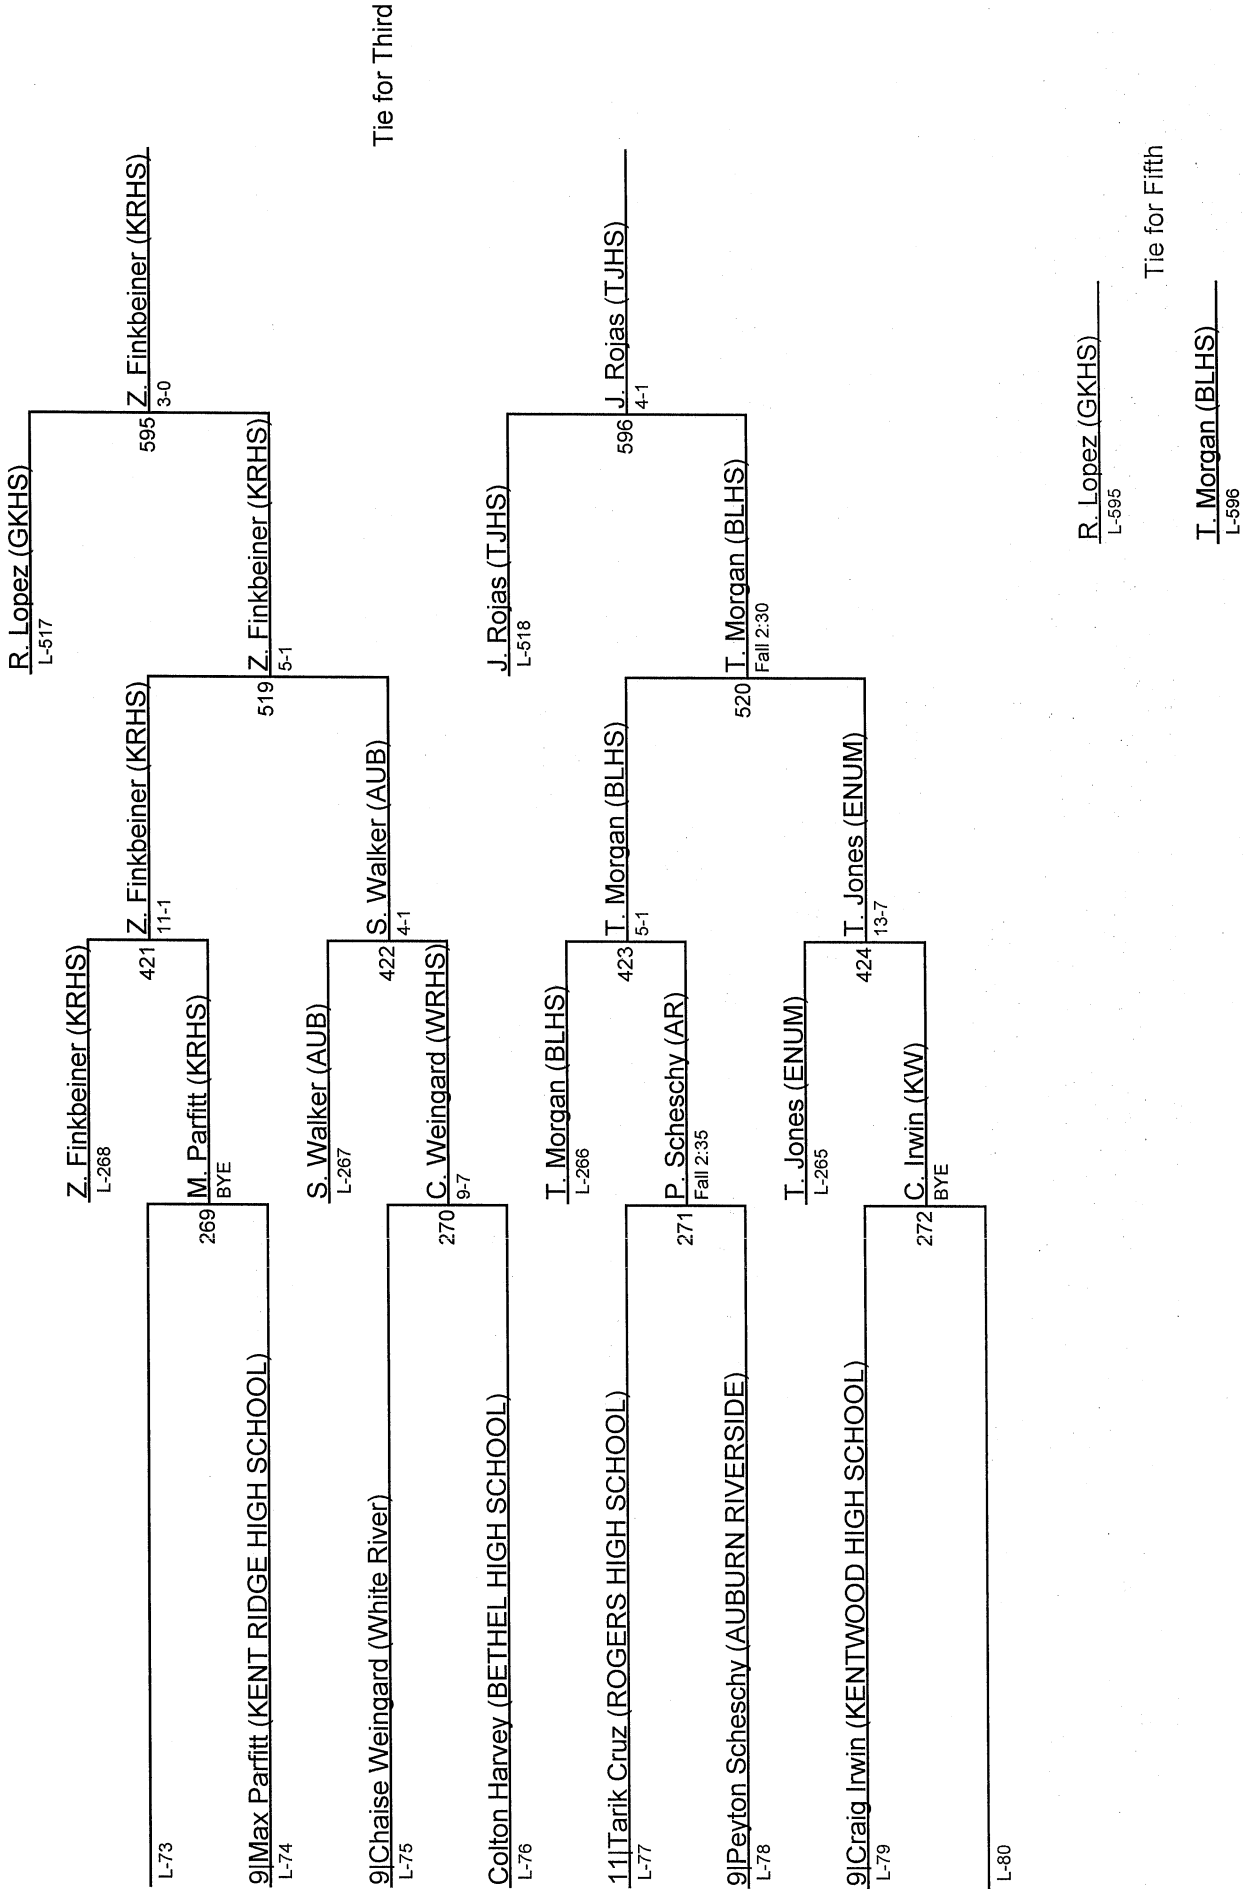 L-73
9|Max Parfitt (KENT RIDGE HIGH SCHOOL)
L-74
9|Chaise Weingard (White River)
L-75
Colton Harvey (BETHEL HIGH SCHOOL)
L-76
11|Tarik Cruz (ROGERS HIGH SCHOOL)
L-77
9|Peyton Scheschy (AUBURN RIVERSIDE)
L-78
9|Craig Irwin (KENTWOOD HIGH SCHOOL)
L-79
L-80
269
270
271
272
Z. Finkbeiner (KRHS)
L-268
M. Parfitt (KRHS)
BYE
S. Walker (AUB)
L-267
C. Weingard (WRHS)
9-7
T. Morgan (BLHS)
L-266
P. Scheschy (AR)
Fall 2:35
T. Jones (ENUM)
L-265
C. Irwin (KW)
BYE
421
422
423
424
Z. Finkbeiner (KRHS)
11-1
S. Walker (AUB)
4-1
T. Morgan (BLHS)
5-1
T. Jones (ENUM)
13-7
519
520
R. Lopez (GKHS)
L-517
Z. Finkbeiner (KRHS)
5-1
J. Rojas (TJHS)
L-518
T. Morgan (BLHS)
Fall 2:30
595
596
Z. Finkbeiner (KRHS)
3-0
J. Rojas (TJHS)
4-1
Tie for Third
R. Lopez (GKHS)
L-595
T. Morgan (BLHS)
L-596
Tie for Fifth